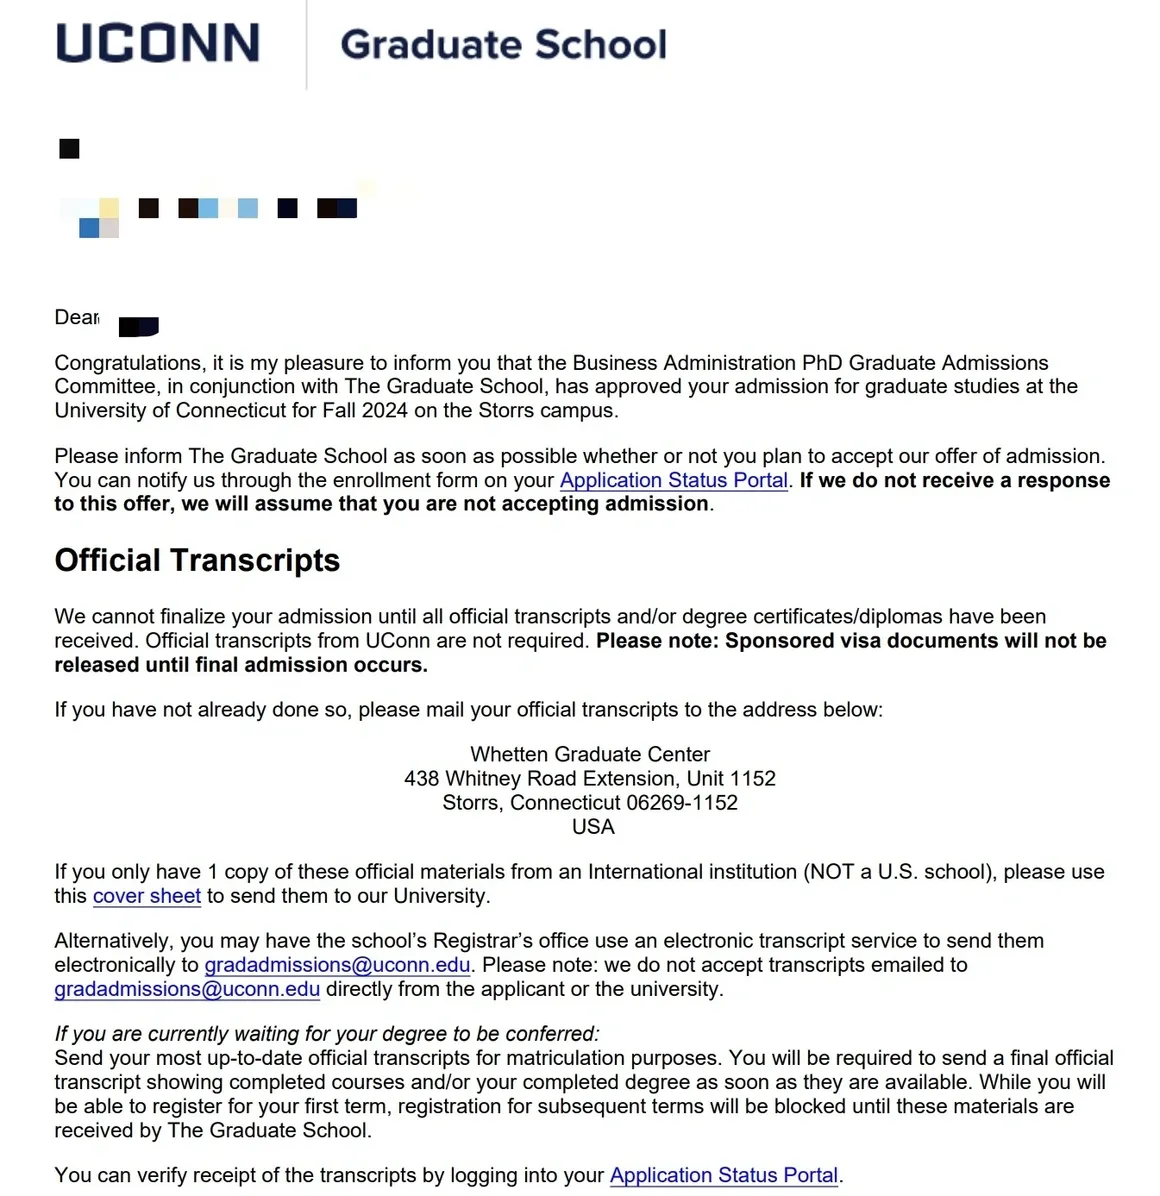 UCONN Graduate School
Dear
Congratulations, it is my pleasure to inform you that the Business Administration PhD Graduate Admissions
Committee, in conjunction with The Graduate School, has approved your admission for graduate studies at the
University of Connecticut for Fall 2024 on the Storrs campus.
Please inform The Graduate School as soon as possible whether or not you plan to accept our offer of admission.
You can notify us through the enrollment form on your Application Status Portal. If we do not receive a response
to this offer, we will assume that you are not accepting admission.
Official Transcripts
We cannot finalize your admission until all official transcripts and/or degree certificates/diplomas have been
received. Official transcripts from UConn are not required. Please note: Sponsored visa documents will not be
released until final admission occurs.
If you have not already done so, please mail your official transcripts to the address below:
Whetten Graduate Center
438 Whitney Road Extension, Unit 1152
Storrs, Connecticut 06269-1152
USA
If you only have 1 copy of these official materials from an International institution (NOT a U.S. school), please use
this cover sheet to send them to our University.
Alternatively, you may have the school’s Registrar’s office use an electronic transcript service to send them
electronically to gradadmissions@uconn.edu. Please note: we do not accept transcripts emailed to
gradadmissions@uconn.edu directly from the applicant or the university.
If you are currently waiting for your degree to be conferred:
Send your most up-to-date official transcripts for matriculation purposes. You will be required to send a final official
transcript showing completed courses and/or your completed degree as soon as they are available. While you will
be able to register for your first term, registration for subsequent terms will be blocked until these materials are
received by The Graduate School.
You can verify receipt of the transcripts by logging into your Application Status Portal.